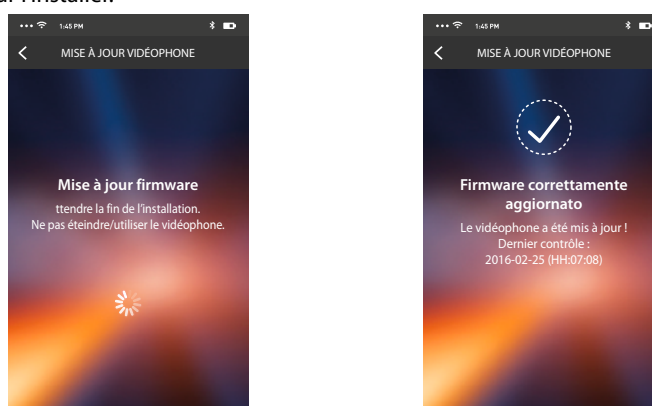 1:45 PM
MISE À JOUR VIDÉOPHONE
Mise à jour firmware
ttendre la fin de l'installation.
Ne pas éteindre/utiliser le vidéophone.
1:45 PM
MISE À JOUR VIDÉOPHONE
Firmware correttamente
aggiornato
Le vidéophone a été mis à jour !
Dernier contrôle :
2016-02-25 (HH:07:08)